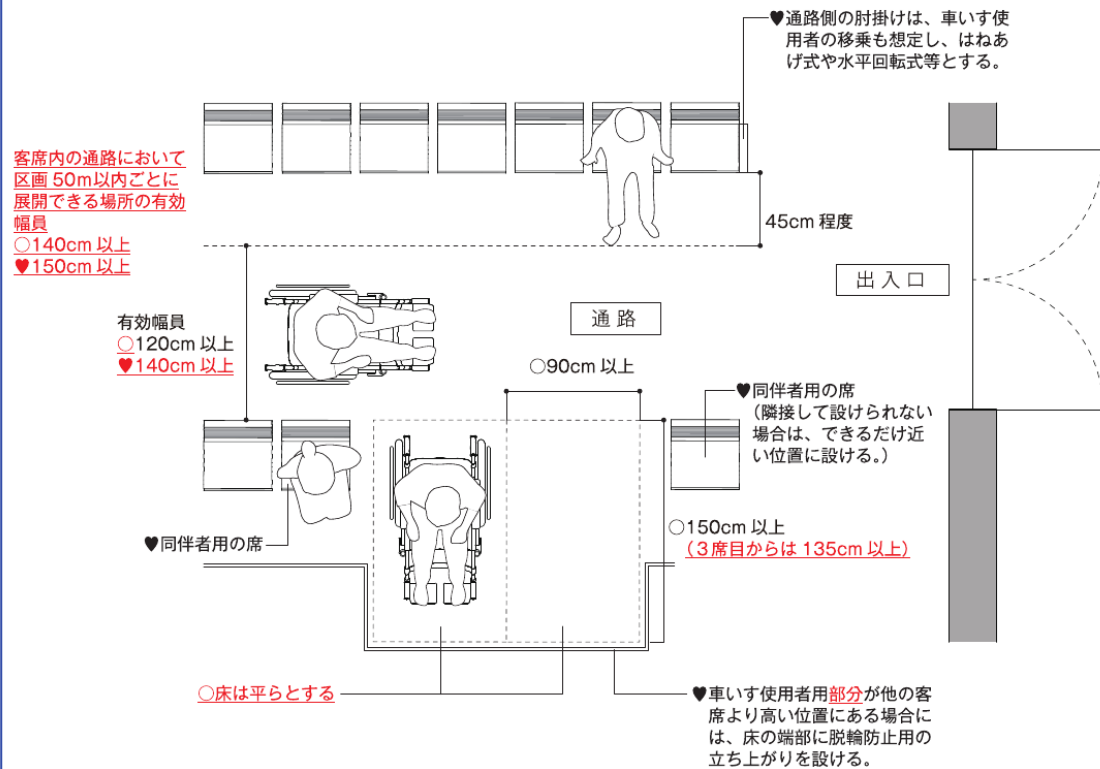 ♥通路側の肘掛けは、車いす使
用者の移乗も想定し、はねあ
げ式や水平回転式等とする。
客席内の通路において
区画 50m以内ごとに
展開できる場所の有効
幅員
○140cm 以上
♥150cm 以上
45cm 程度
出入口
通路
有効幅員
○120cm 以上
♥140cm 以上
○90cm 以上
♥同伴者用の席
(隣接して設けられない
場合は、できるだけ近
い位置に設ける。)
○150cm 以上
(3席目からは 135cm 以上)
♥同伴者用の席
○床は平らとする
♥車いす使用者用部分が他の客
席より高い位置にある場合に
は、床の端部に脱輪防止用の
立ち上がりを設ける。